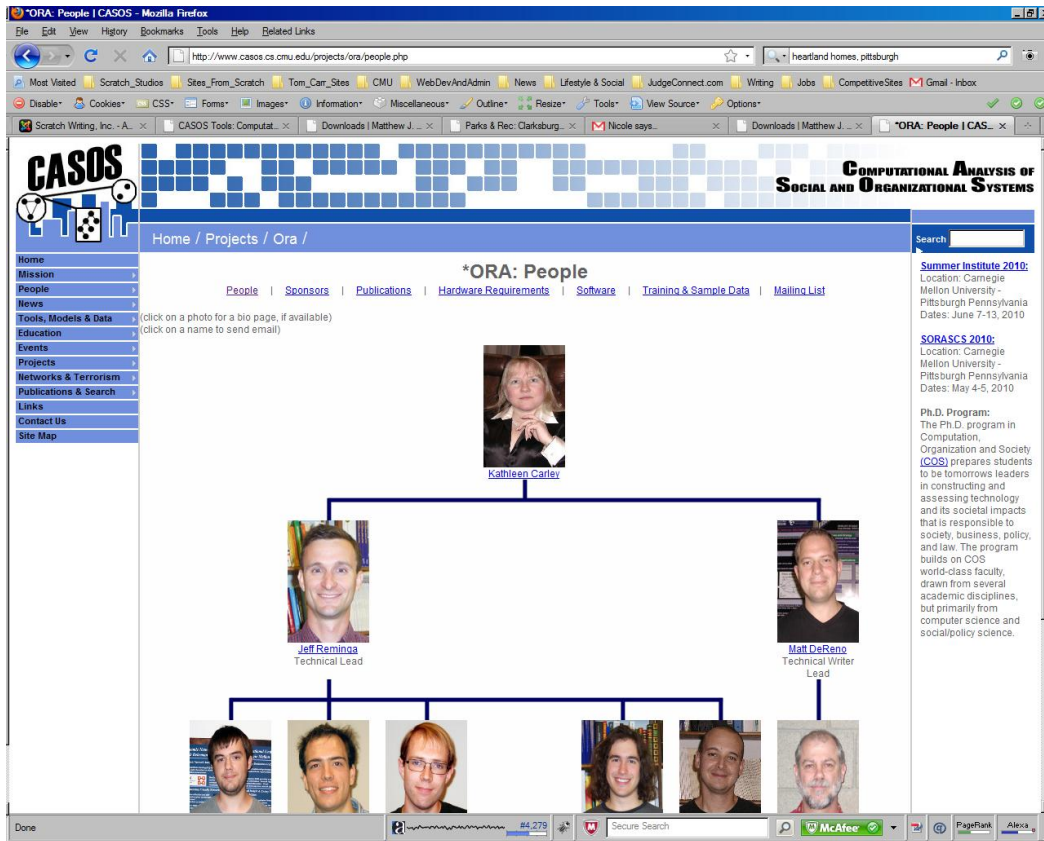 *ORA: People | CASOS - Mozilla Firefox
File Edit View History Bookmarks Tools Help Related Links
http://www.casos.cs.cmu.edu/projects/ora/people.php
heartland homes, pittsburgh
Most Visited Scratch_Studios Sites_From_Scratch Tom_Carr_Sites CMU WebDevAndAdmin News Lifestyle & Social JudgeConnect.com Writing Jobs CompetitiveSites Gmail - Inbox
Disable Cookies CSS Forms Images Information Miscellaneous Outline Resize Tools View Source Options
Scratch Writing, Inc. - A... CASOS Tools: Computat... Downloads | Matthew J. ... Parks & Rec: Clarksburg... Nicole says... Downloads | Matthew J. ... *ORA: People | CAS...
CASOS
COMPUTATIONAL ANALYSIS OF
SOCIAL AND ORGANIZATIONAL SYSTEMS
Home / Projects / Ora /
Search
Home
Mission
People
News
Tools, Models & Data
Education
Events
Projects
Networks & Terrorism
Publications & Search
Links
Contact Us
Site Map
*ORA: People
People | Sponsors | Publications | Hardware Requirements | Software | Training & Sample Data | Mailing List
(click on a photo for a bio page, if available)
(click on a name to send email)
Kathleen Carley
Jeff Reminga
Technical Lead
Matt DeReno
Technical Writer
Lead
Summer Institute 2010:
Location: Carnegie
Mellon University -
Pittsburgh Pennsylvania
Dates: June 7-13, 2010
SORASCS 2010:
Location: Carnegie
Mellon University -
Pittsburgh Pennsylvania
Dates: May 4-5, 2010
Ph.D. Program:
The Ph.D. program in
Computation,
Organization and Society
(COS) prepares students
to be tomorrows leaders
in constructing and
assessing technology
and its societal impacts
that is responsible to
society, business, policy,
and law. The program
builds on COS
world-class faculty,
drawn from several
academic disciplines,
but primarily from
computer science and
social/policy science.
Done
#4,279
Secure Search
McAfee
PageRank
Alexa